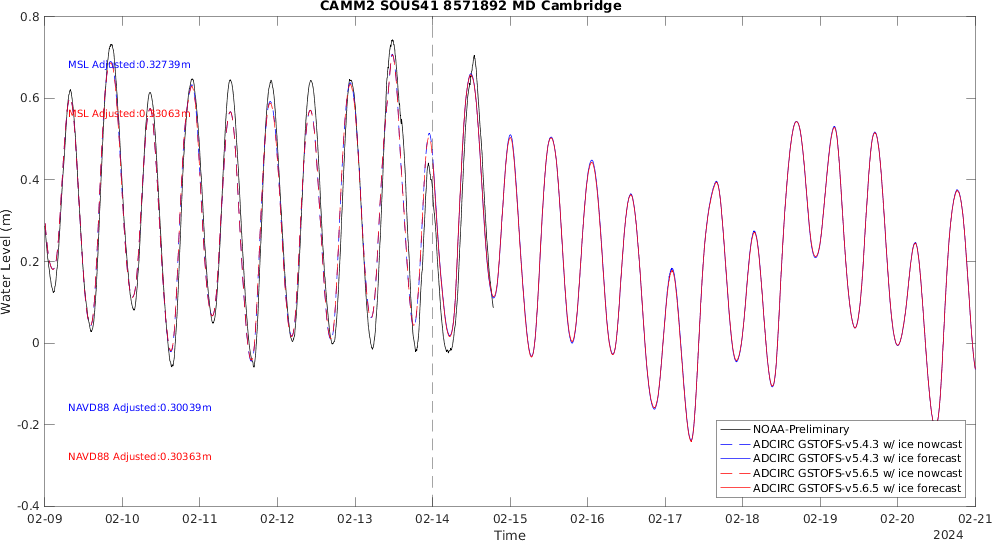 CAMM2 SOUS41 8571892 MD Cambridge
0.8
0.6
0.4
0.2
0
-0.2
-0.4
Water Level (m)
MSL Adjusted:0.32739m
MSL Adjusted:0.33063m
NAVD88 Adjusted:0.30039m
NAVD88 Adjusted:0.30363m
NOAA-Preliminary
ADCIRC GSTOFS-v5.4.3 w/ ice nowcast
ADCIRC GSTOFS-v5.4.3 w/ ice forecast
ADCIRC GSTOFS-v5.6.5 w/ ice nowcast
ADCIRC GSTOFS-v5.6.5 w/ ice forecast
02-09 02-10 02-11 02-12 02-13 02-14 02-15 02-16 02-17 02-18 02-19 02-20 02-21
Time
2024